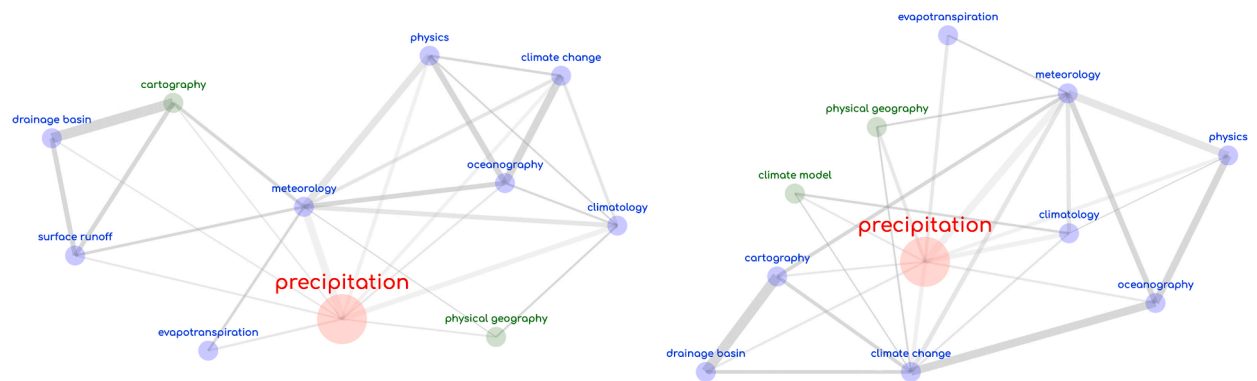 physics
climate change
cartography
drainage basin
oceanography
meteorology
climatology
surface runoff
precipitation
physical geography
evapotranspiration
evapotranspiration
meteorology
physical geography
physics
climate model
climatology
precipitation
cartography
oceanography
drainage basin
climate change